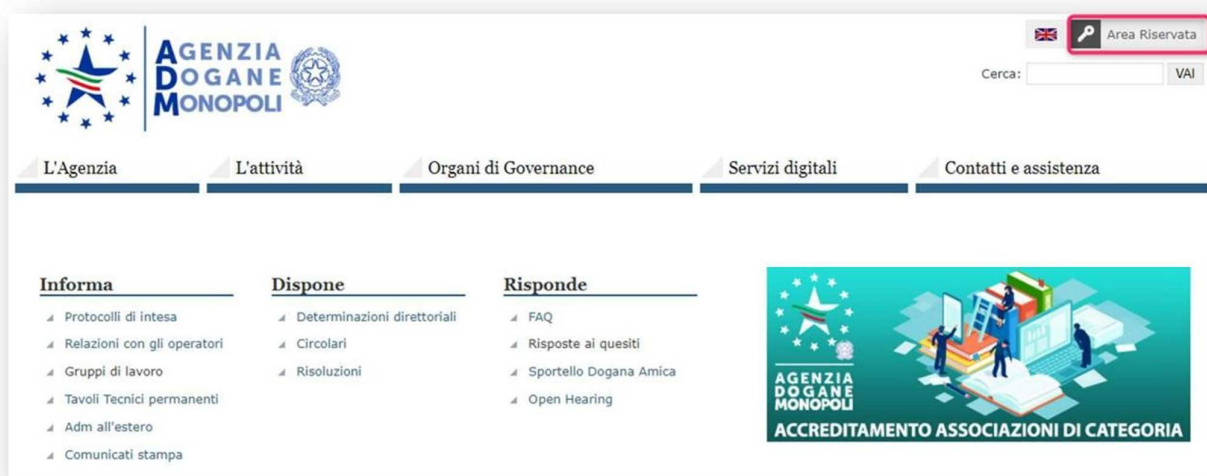 AGENZIA
DOGANE
MONOPOLI
Area Riservata
Cerca: VAI
L'Agenzia L'attività Organi di Governance Servizi digitali Contatti e assistenza
Informa Dispone Risponde
Protocolli di intesa Determinazioni direttoriali FAQ
Relazioni con gli operatori Circolari Risposte ai quesiti
Gruppi di lavoro Risoluzioni Sportello Dogana Amica
Tavoli Tecnici permanenti Open Hearing
Adm all'estero
Comunicati stampa
AGENZIA
DOGANE
MONOPOLI
ACCREDITAMENTO ASSOCIAZIONI DI CATEGORIA